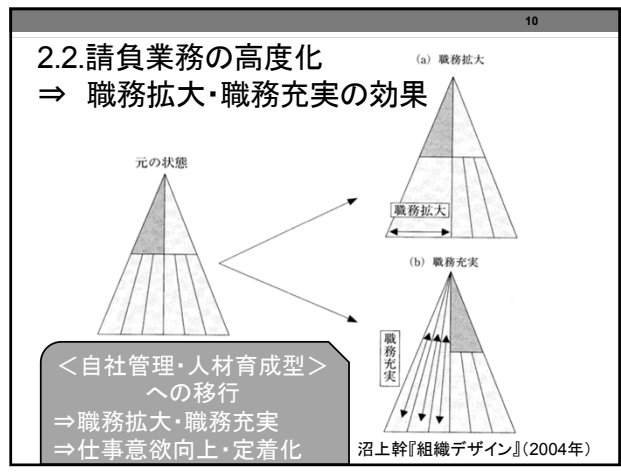 10
2.2.請負業務の高度化
⇒ 職務拡大・職務充実の効果
(a) 職務拡大
元の状態
職務拡大
(b) 職務充実
職務充実
<自社管理・人材育成型>
への移行
⇒職務拡大・職務充実
⇒仕事意欲向上・定着化
沼上幹『組織デザイン』(2004年)